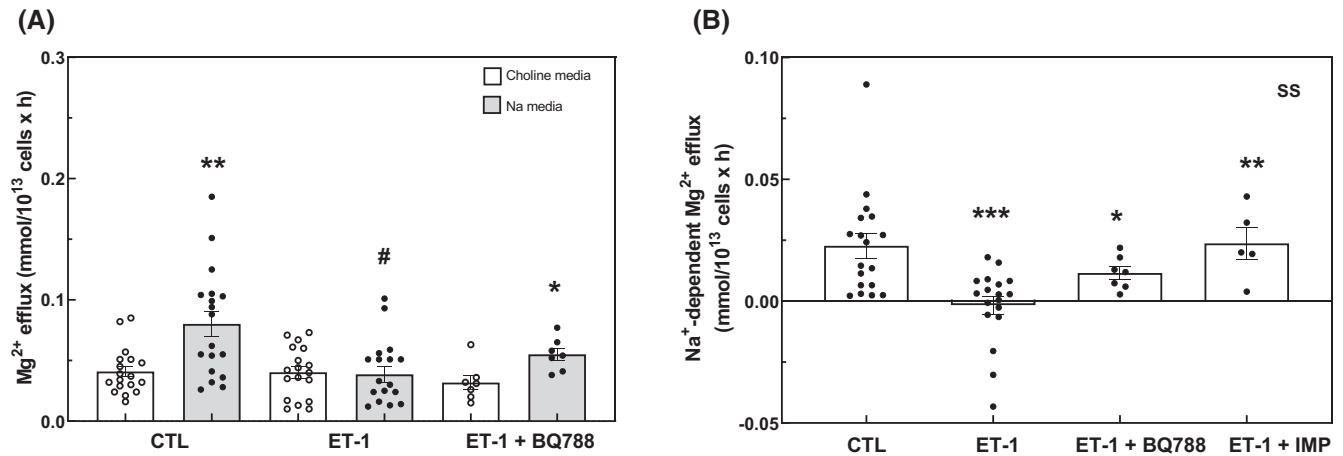 (A)
Mg²⁺ efflux (mmol/10¹³ cells x h)
0.3
0.2
0.1
0.0
Choline media
Na media
**
#
*
CTL
ET-1
ET-1 + BQ788
(B)
Na⁺-dependent Mg²⁺ efflux
(mmol/10¹³ cells x h)
0.10
0.05
0.00
-0.05
SS
***
*
**
CTL
ET-1
ET-1 + BQ788
ET-1 + IMP